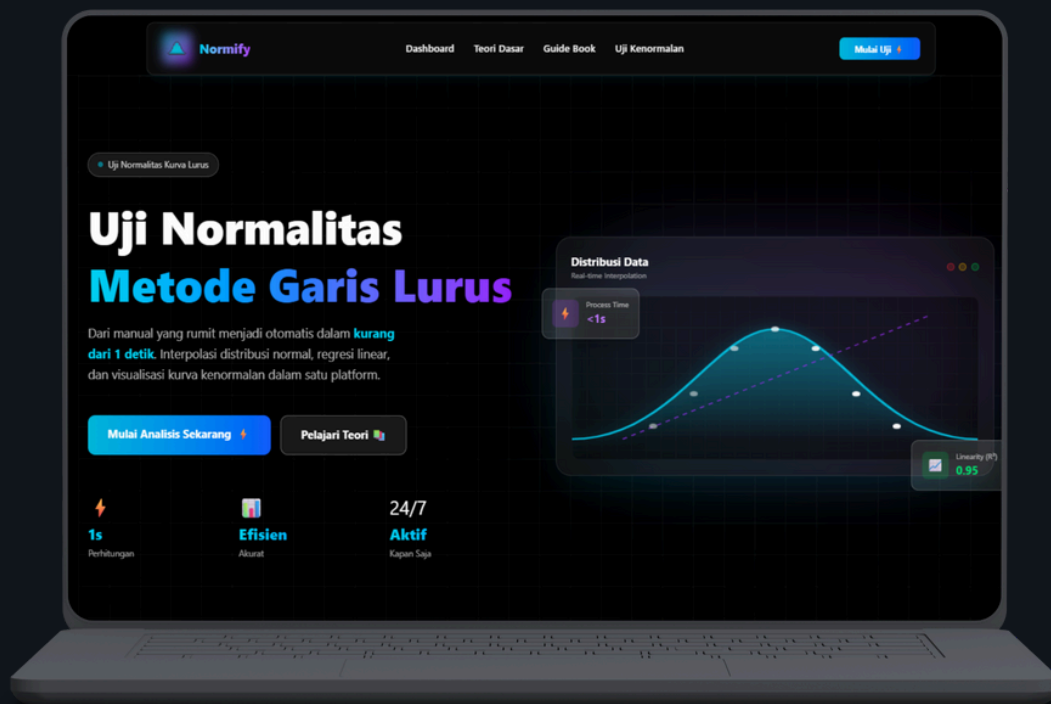 Normify
Dashboard
Teori Dasar
Guide Book
Uji Kenormalan
Mulai Uji
Uji Normalitas Kurva Lurus
Uji Normalitas
Metode Garis Lurus
Dari manual yang rumit menjadi otomatis dalam kurang
dari 1 detik. Interpolasi distribusi normal, regresi linear,
dan visualisasi kurva kenormalan dalam satu platform.
Mulai Analisis Sekarang
Pelajari Teori
1s
Perhitungan
Efisien
Akurat
24/7
Aktif
Kapan Saja
Distribusi Data
Real-time Interpolation
Process Time
<1s
Linearity (R²)
0.95